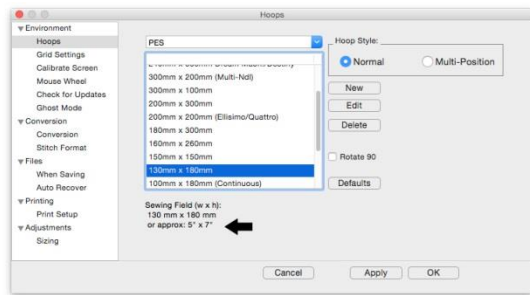 Hoops
Environment
Hoops
Grid Settings
Calibrate Screen
Mouse Wheel
Check for Updates
Ghost Mode
Conversion
Conversion
Stitch Format
Files
When Saving
Auto Recover
Printing
Print Setup
Adjustments
Sizing
PES
300mm x 200mm (Multi-Ndl)
300mm x 100mm
200mm x 300mm
200mm x 200mm (Ellisimo/Quattro)
180mm x 300mm
160mm x 260mm
150mm x 150mm
130mm x 180mm
100mm x 180mm (Continuous)
Sewing Field (w x h):
130 mm x 180 mm
or approx: 5" x 7"
Hoop Style:
Normal Multi-Position
New
Edit
Delete
Rotate 90
Defaults
Cancel Apply OK